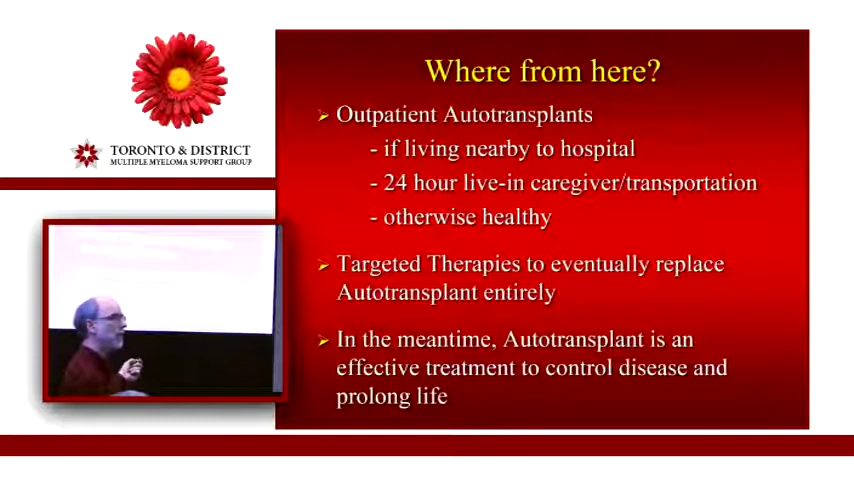 TORONTO & DISTRICT
MULTIPLE MYELOMA SUPPORT GROUP
Where from here?
➢ Outpatient Autotransplants
- if living nearby to hospital
- 24 hour live-in caregiver/transportation
- otherwise healthy
➢ Targeted Therapies to eventually replace
Autotransplant entirely
➢ In the meantime, Autotransplant is an
effective treatment to control disease and
prolong life